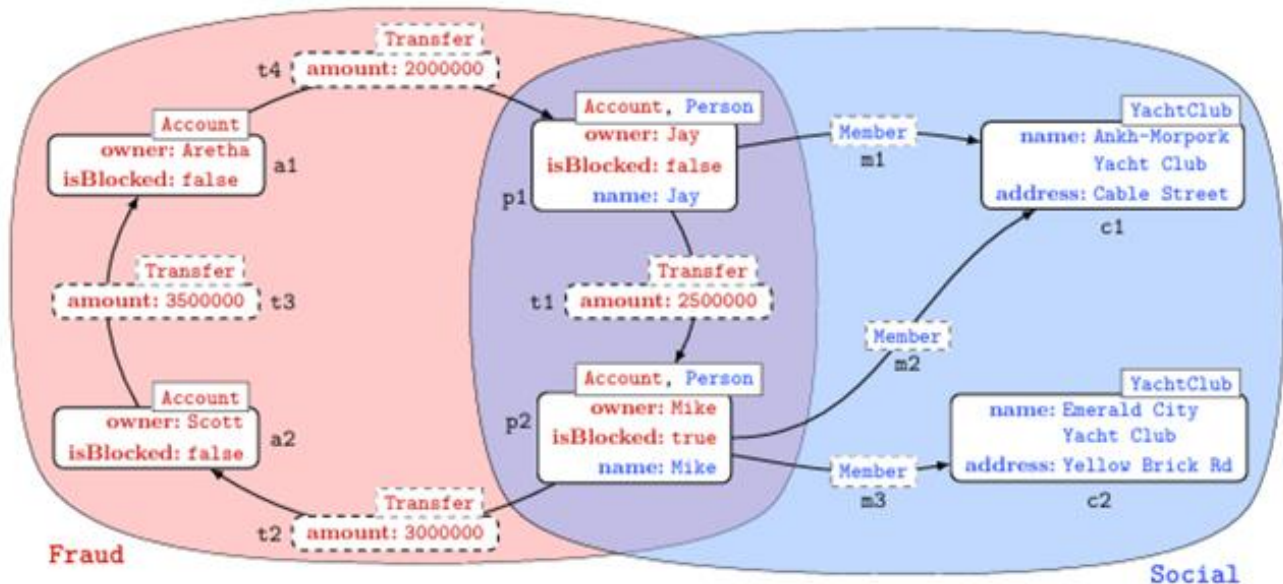 Transfer
t4 amount: 2000000
Account, Person
owner: Jay
isBlocked: false
name: Jay
p1
Account
owner: Aretha
isBlocked: false
a1
Member
m1
YachtClub
name: Ankh-Morpork
Yacht Club
address: Cable Street
c1
Transfer
amount: 3500000 t3
Transfer
t1 amount: 2500000
Member
m2
Account
owner: Scott
isBlocked: false
a2
Account, Person
owner: Mike
isBlocked: true
name: Mike
p2
YachtClub
name: Emerald City
Yacht Club
address: Yellow Brick Rd
c2
Member
m3
Transfer
t2 amount: 3000000
Fraud
Social